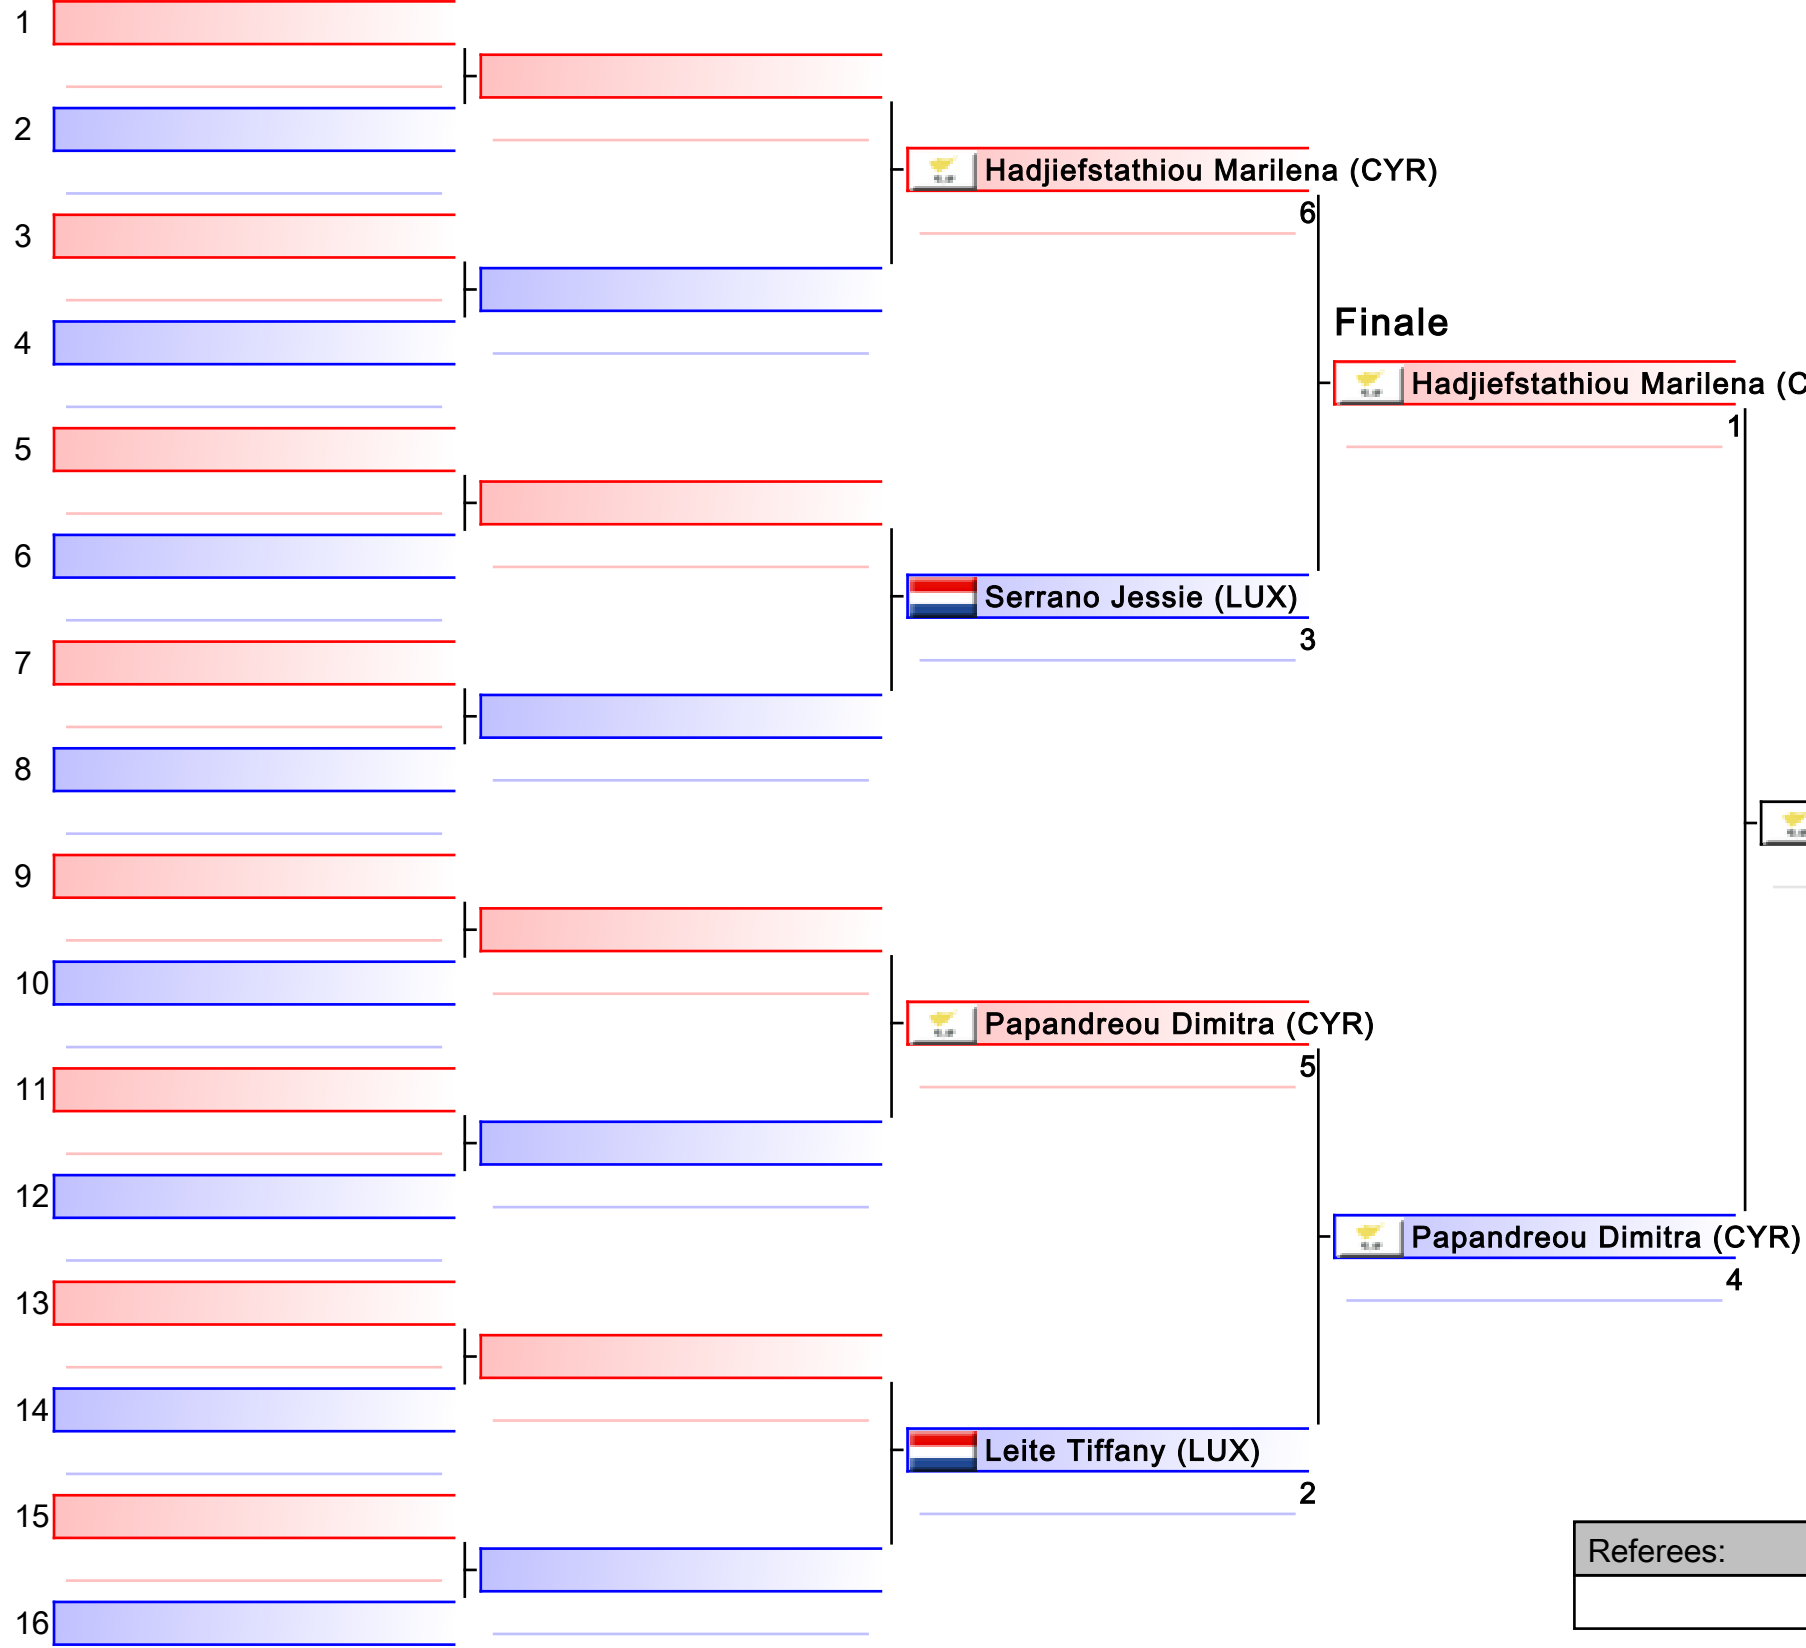 1
2
Hadjiefstathiou Marilena (CYR)
6
3
4
Finale
Hadjiefstathiou Marilena (C
1
5
6
Serrano Jessie (LUX)
3
7
8
9
10
Papandreou Dimitra (CYR)
5
11
12
Papandreou Dimitra (CYR)
4
13
14
Leite Tiffany (LUX)
2
15
Referees:
16